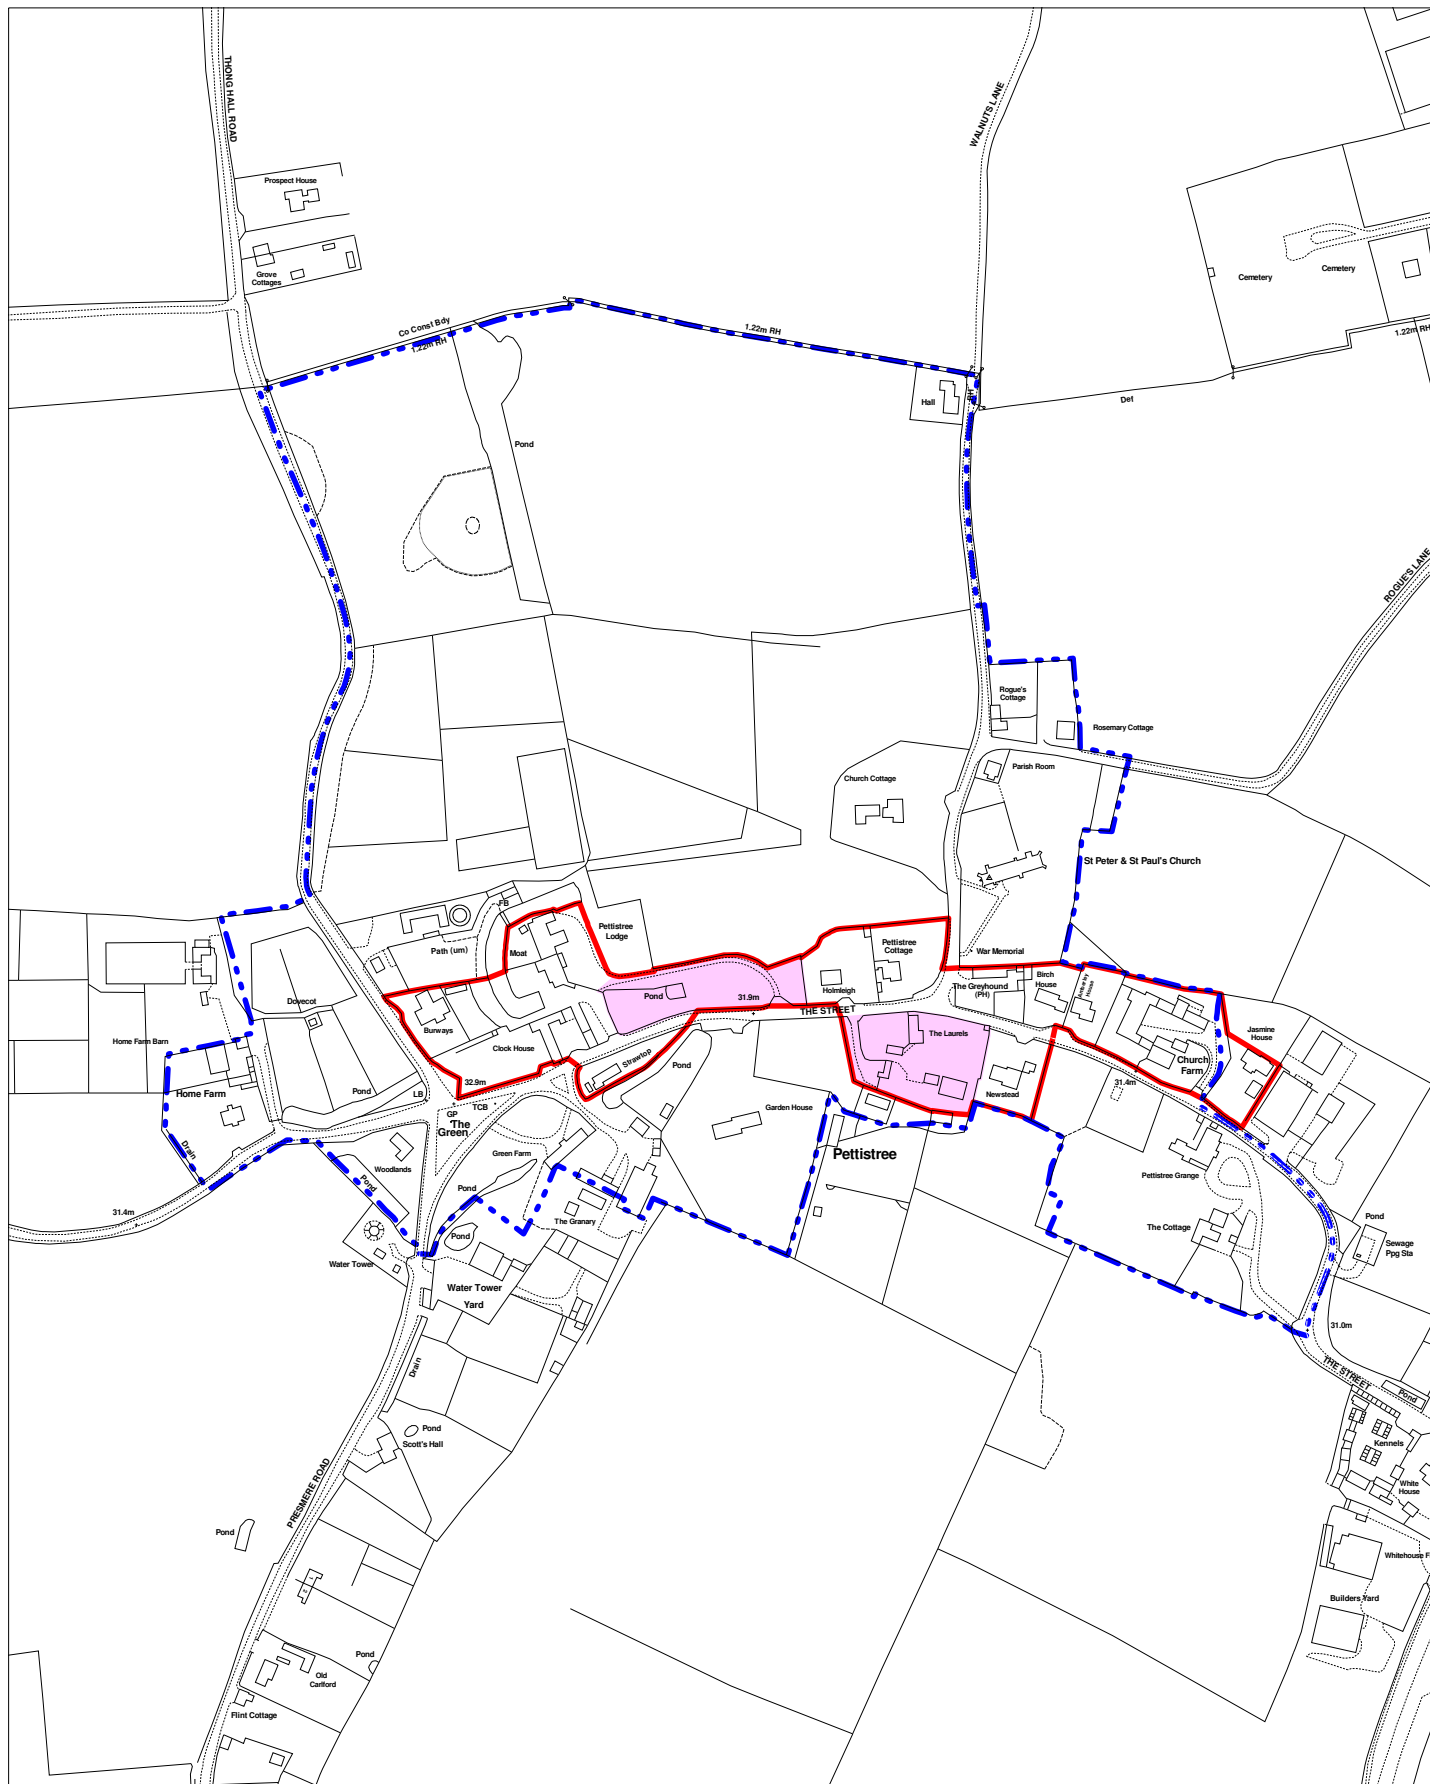 THONG HALL ROAD
WALNUTS LANE
Prospect House
Grove
Cottages
Cemetery
Cemetery
Co Const Bdy
1.22m RH
1.22m RH
1.22m RH
RH
Hall
Def
Pond
ROGUE'S LANE
Rogue's
Cottage
Rosemary Cottage
Parish Room
Church Cottage
St Peter & St Paul's Church
FB
Pettistree
Lodge
Path (um)
Moat
Pettistree
Cottage
War Memorial
Birch
House
The Greyhound
(PH)
Holmleigh
Pond
31.9m
THE STREET
Dovecot
Burways
Clock House
The Laurels
Jasmine
House
Home Farm Barn
Strawtop
Pond
Church
Farm
31.4m
32.9m
Pond
LB
Home Farm
TCB
GP
The
Green
Newstead
Garden House
Drain
Green Farm
Pettistree
Woodlands
Pond
Pond
Pettistree Grange
31.4m
The Granary
The Cottage
Pond
Pond
Sewage
Ppg Sta
Water Tower
Water Tower
Yard
31.0m
THE STREET
Drain
Pond
Pond
Scott's Hall
Kennels
White
House
PRESMERE ROAD
Pond
Whitehouse F
1
2
Builders Yard
Pond
Old
Carlford
Flint Cottage